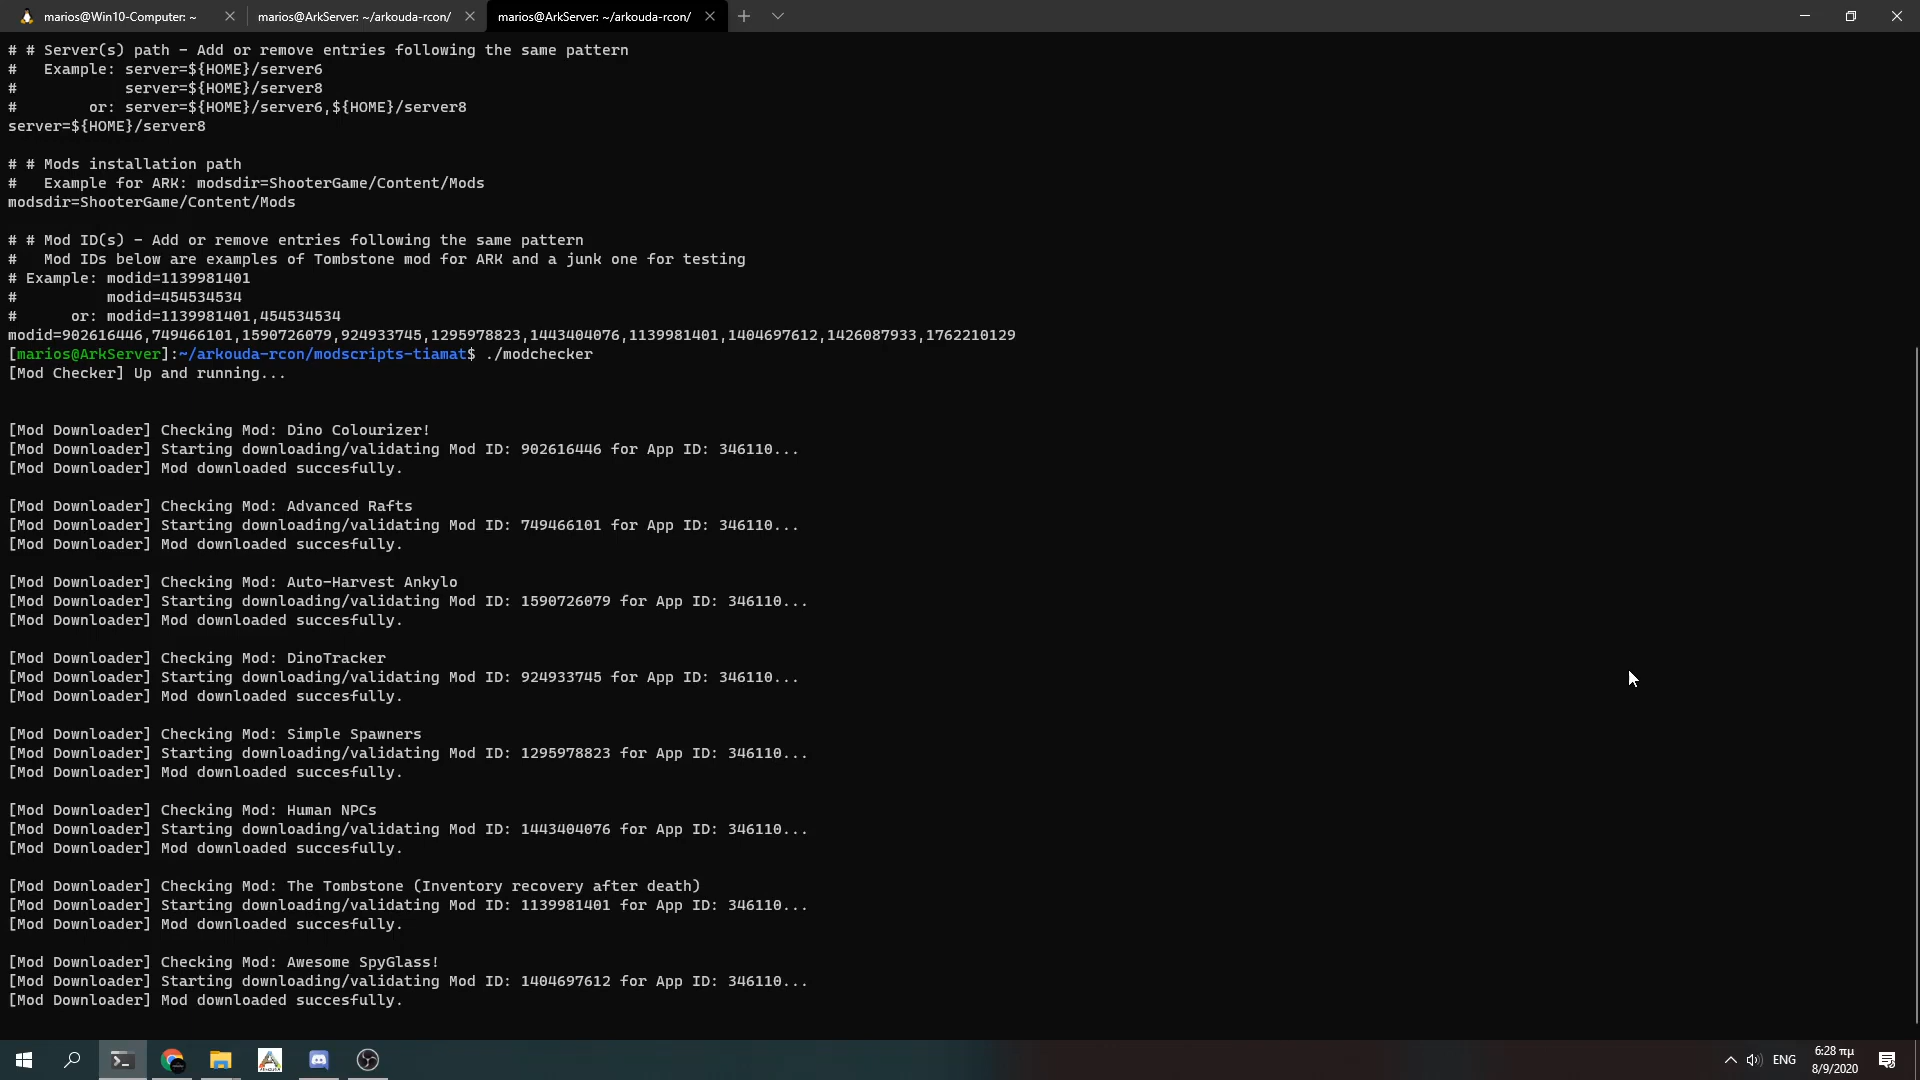 marios@Win10-Computer: ~
marios@ArkServer: ~/arkouda-rcon/
marios@ArkServer: ~/arkouda-rcon/
# # Server(s) path - Add or remove entries following the same pattern
#   Example: server=${HOME}/server6
#            server=${HOME}/server8
#        or: server=${HOME}/server6,${HOME}/server8
server=${HOME}/server8
# # Mods installation path
#   Example for ARK: modsdir=ShooterGame/Content/Mods
modsdir=ShooterGame/Content/Mods
# # Mod ID(s) - Add or remove entries following the same pattern
#   Mod IDs below are examples of Tombstone mod for ARK and a junk one for testing
# Example: modid=1139981401
#          modid=454534534
#      or: modid=1139981401,454534534
modid=902616446,749466101,1590726079,924933745,1295978823,1443404076,1139981401,1404697612,1426087933,1762210129
[marios@ArkServer]:~/arkouda-rcon/modscripts-tiamat$ ./modchecker
[Mod Checker] Up and running...
[Mod Downloader] Checking Mod: Dino Colourizer!
[Mod Downloader] Starting downloading/validating Mod ID: 902616446 for App ID: 346110...
[Mod Downloader] Mod downloaded succesfully.
[Mod Downloader] Checking Mod: Advanced Rafts
[Mod Downloader] Starting downloading/validating Mod ID: 749466101 for App ID: 346110...
[Mod Downloader] Mod downloaded succesfully.
[Mod Downloader] Checking Mod: Auto-Harvest Ankylo
[Mod Downloader] Starting downloading/validating Mod ID: 1590726079 for App ID: 346110...
[Mod Downloader] Mod downloaded succesfully.
[Mod Downloader] Checking Mod: DinoTracker
[Mod Downloader] Starting downloading/validating Mod ID: 924933745 for App ID: 346110...
[Mod Downloader] Mod downloaded succesfully.
[Mod Downloader] Checking Mod: Simple Spawners
[Mod Downloader] Starting downloading/validating Mod ID: 1295978823 for App ID: 346110...
[Mod Downloader] Mod downloaded succesfully.
[Mod Downloader] Checking Mod: Human NPCs
[Mod Downloader] Starting downloading/validating Mod ID: 1443404076 for App ID: 346110...
[Mod Downloader] Mod downloaded succesfully.
[Mod Downloader] Checking Mod: The Tombstone (Inventory recovery after death)
[Mod Downloader] Starting downloading/validating Mod ID: 1139981401 for App ID: 346110...
[Mod Downloader] Mod downloaded succesfully.
[Mod Downloader] Checking Mod: Awesome SpyGlass!
[Mod Downloader] Starting downloading/validating Mod ID: 1404697612 for App ID: 346110...
[Mod Downloader] Mod downloaded succesfully.
ENG
6:28 πμ
8/9/2020